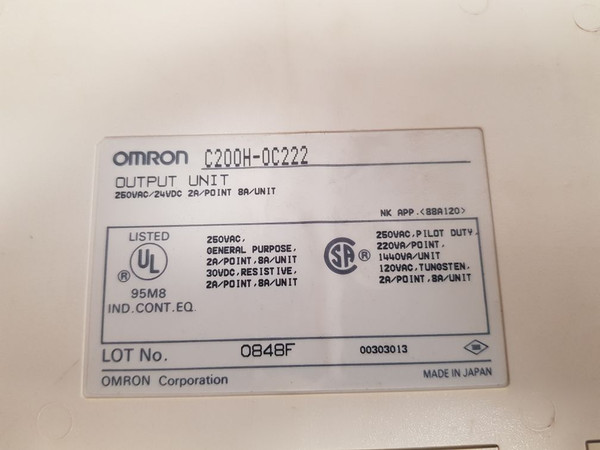 OMRON C200H-OC222
OUTPUT UNIT
250VAC/24VDC 2A/POINT 8A/UNIT
NK APP.<88A120>
LISTED
UL
®
95M8
IND.CONT.EQ.
250VAC,
GENERAL PURPOSE,
2A/POINT,8A/UNIT
30VDC,RESISTIVE,
2A/POINT,8A/UNIT
SA
®
250VAC,PILOT DUTY,
220VA/POINT,
1440VA/UNIT
120VAC,TUNGSTEN,
2A/POINT,8A/UNIT
LOT No. 0848F 00303013
OMRON Corporation MADE IN JAPAN